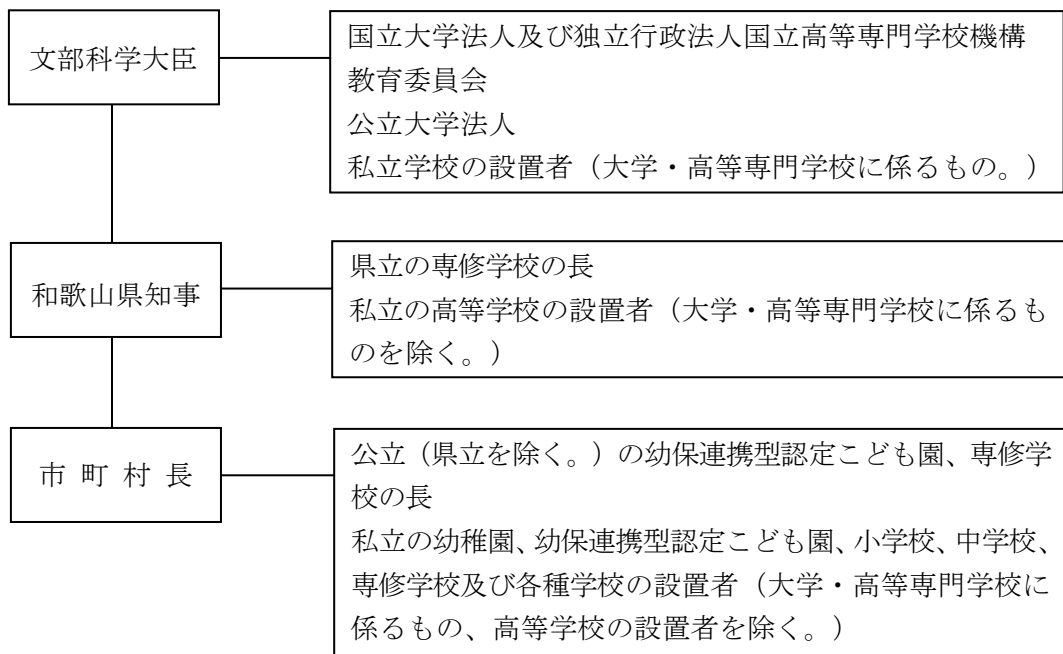 文部科学大臣
国立大学法人及び独立行政法人国立高等専門学校機構
教育委員会
公立大学法人
私立学校の設置者（大学・高等専門学校に係るもの。）
和歌山県知事
県立の専修学校の長
私立の高等学校の設置者（大学・高等専門学校に係るも
のを除く。）
市 町 村 長
公立（県立を除く。）の幼保連携型認定こども園、専修学
校の長
私立の幼稚園、幼保連携型認定こども園、小学校、中学校、
専修学校及び各種学校の設置者（大学・高等専門学校に
係るもの、高等学校の設置者を除く。）